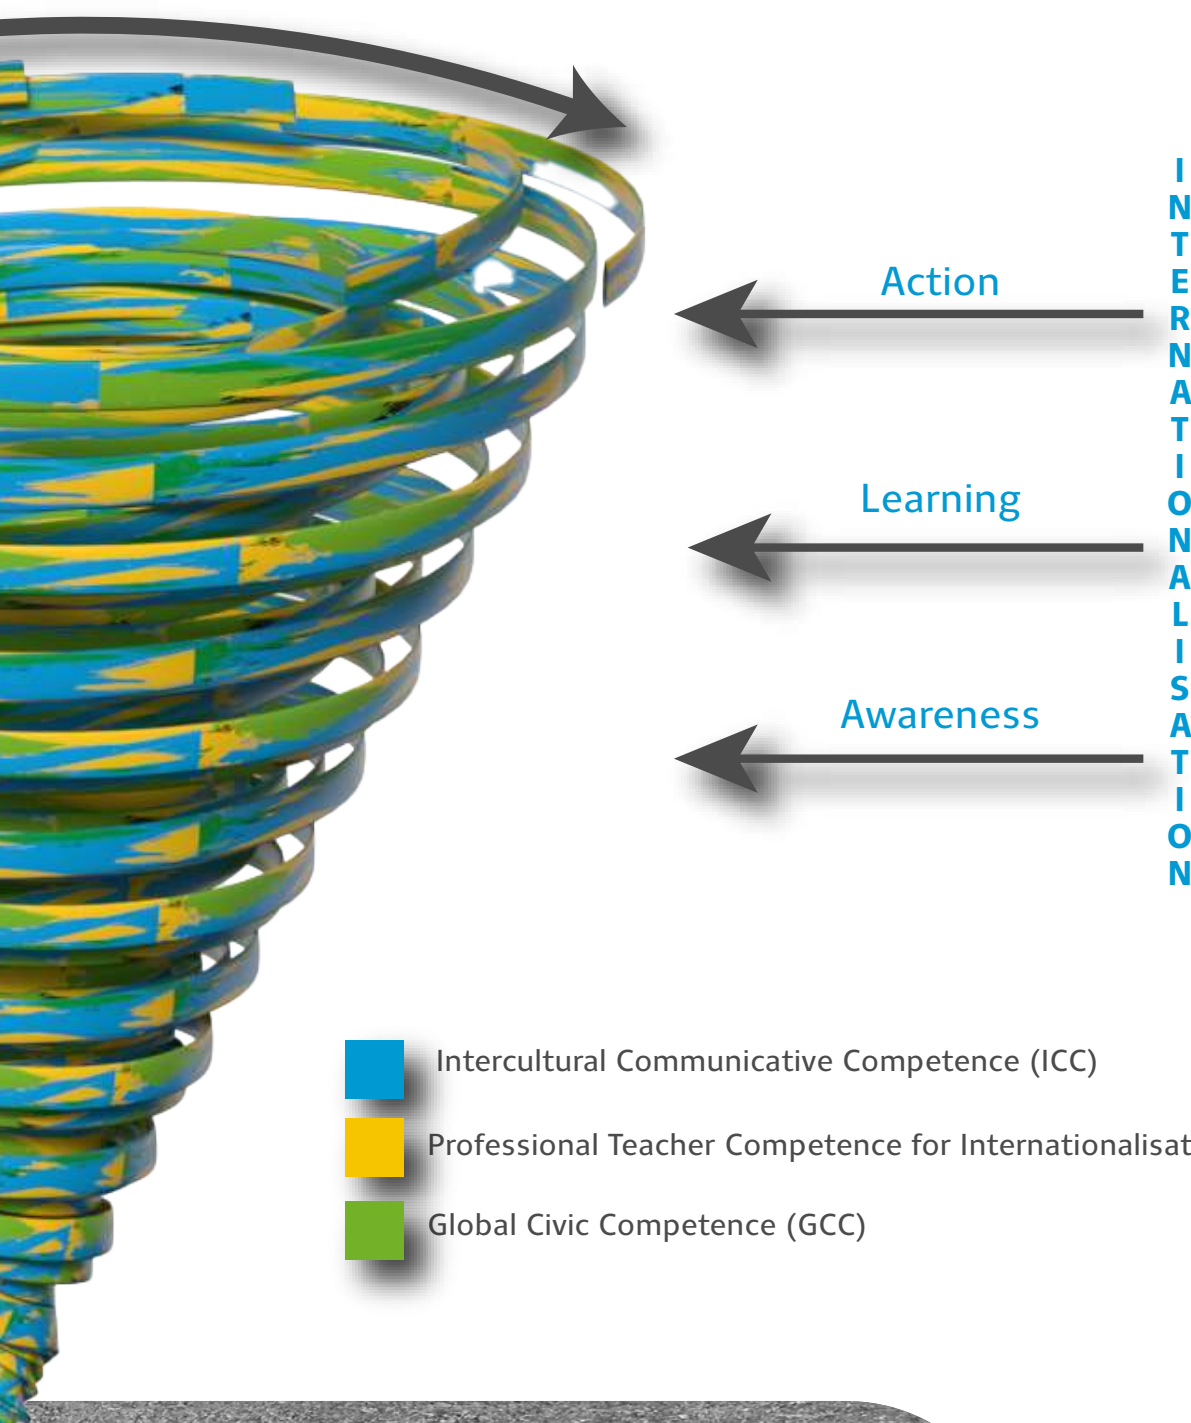 Action
Learning
Awareness
INTERNATIONALISATION
Intercultural Communicative Competence (ICC)
Professional Teacher Competence for Internationalisat
Global Civic Competence (GCC)